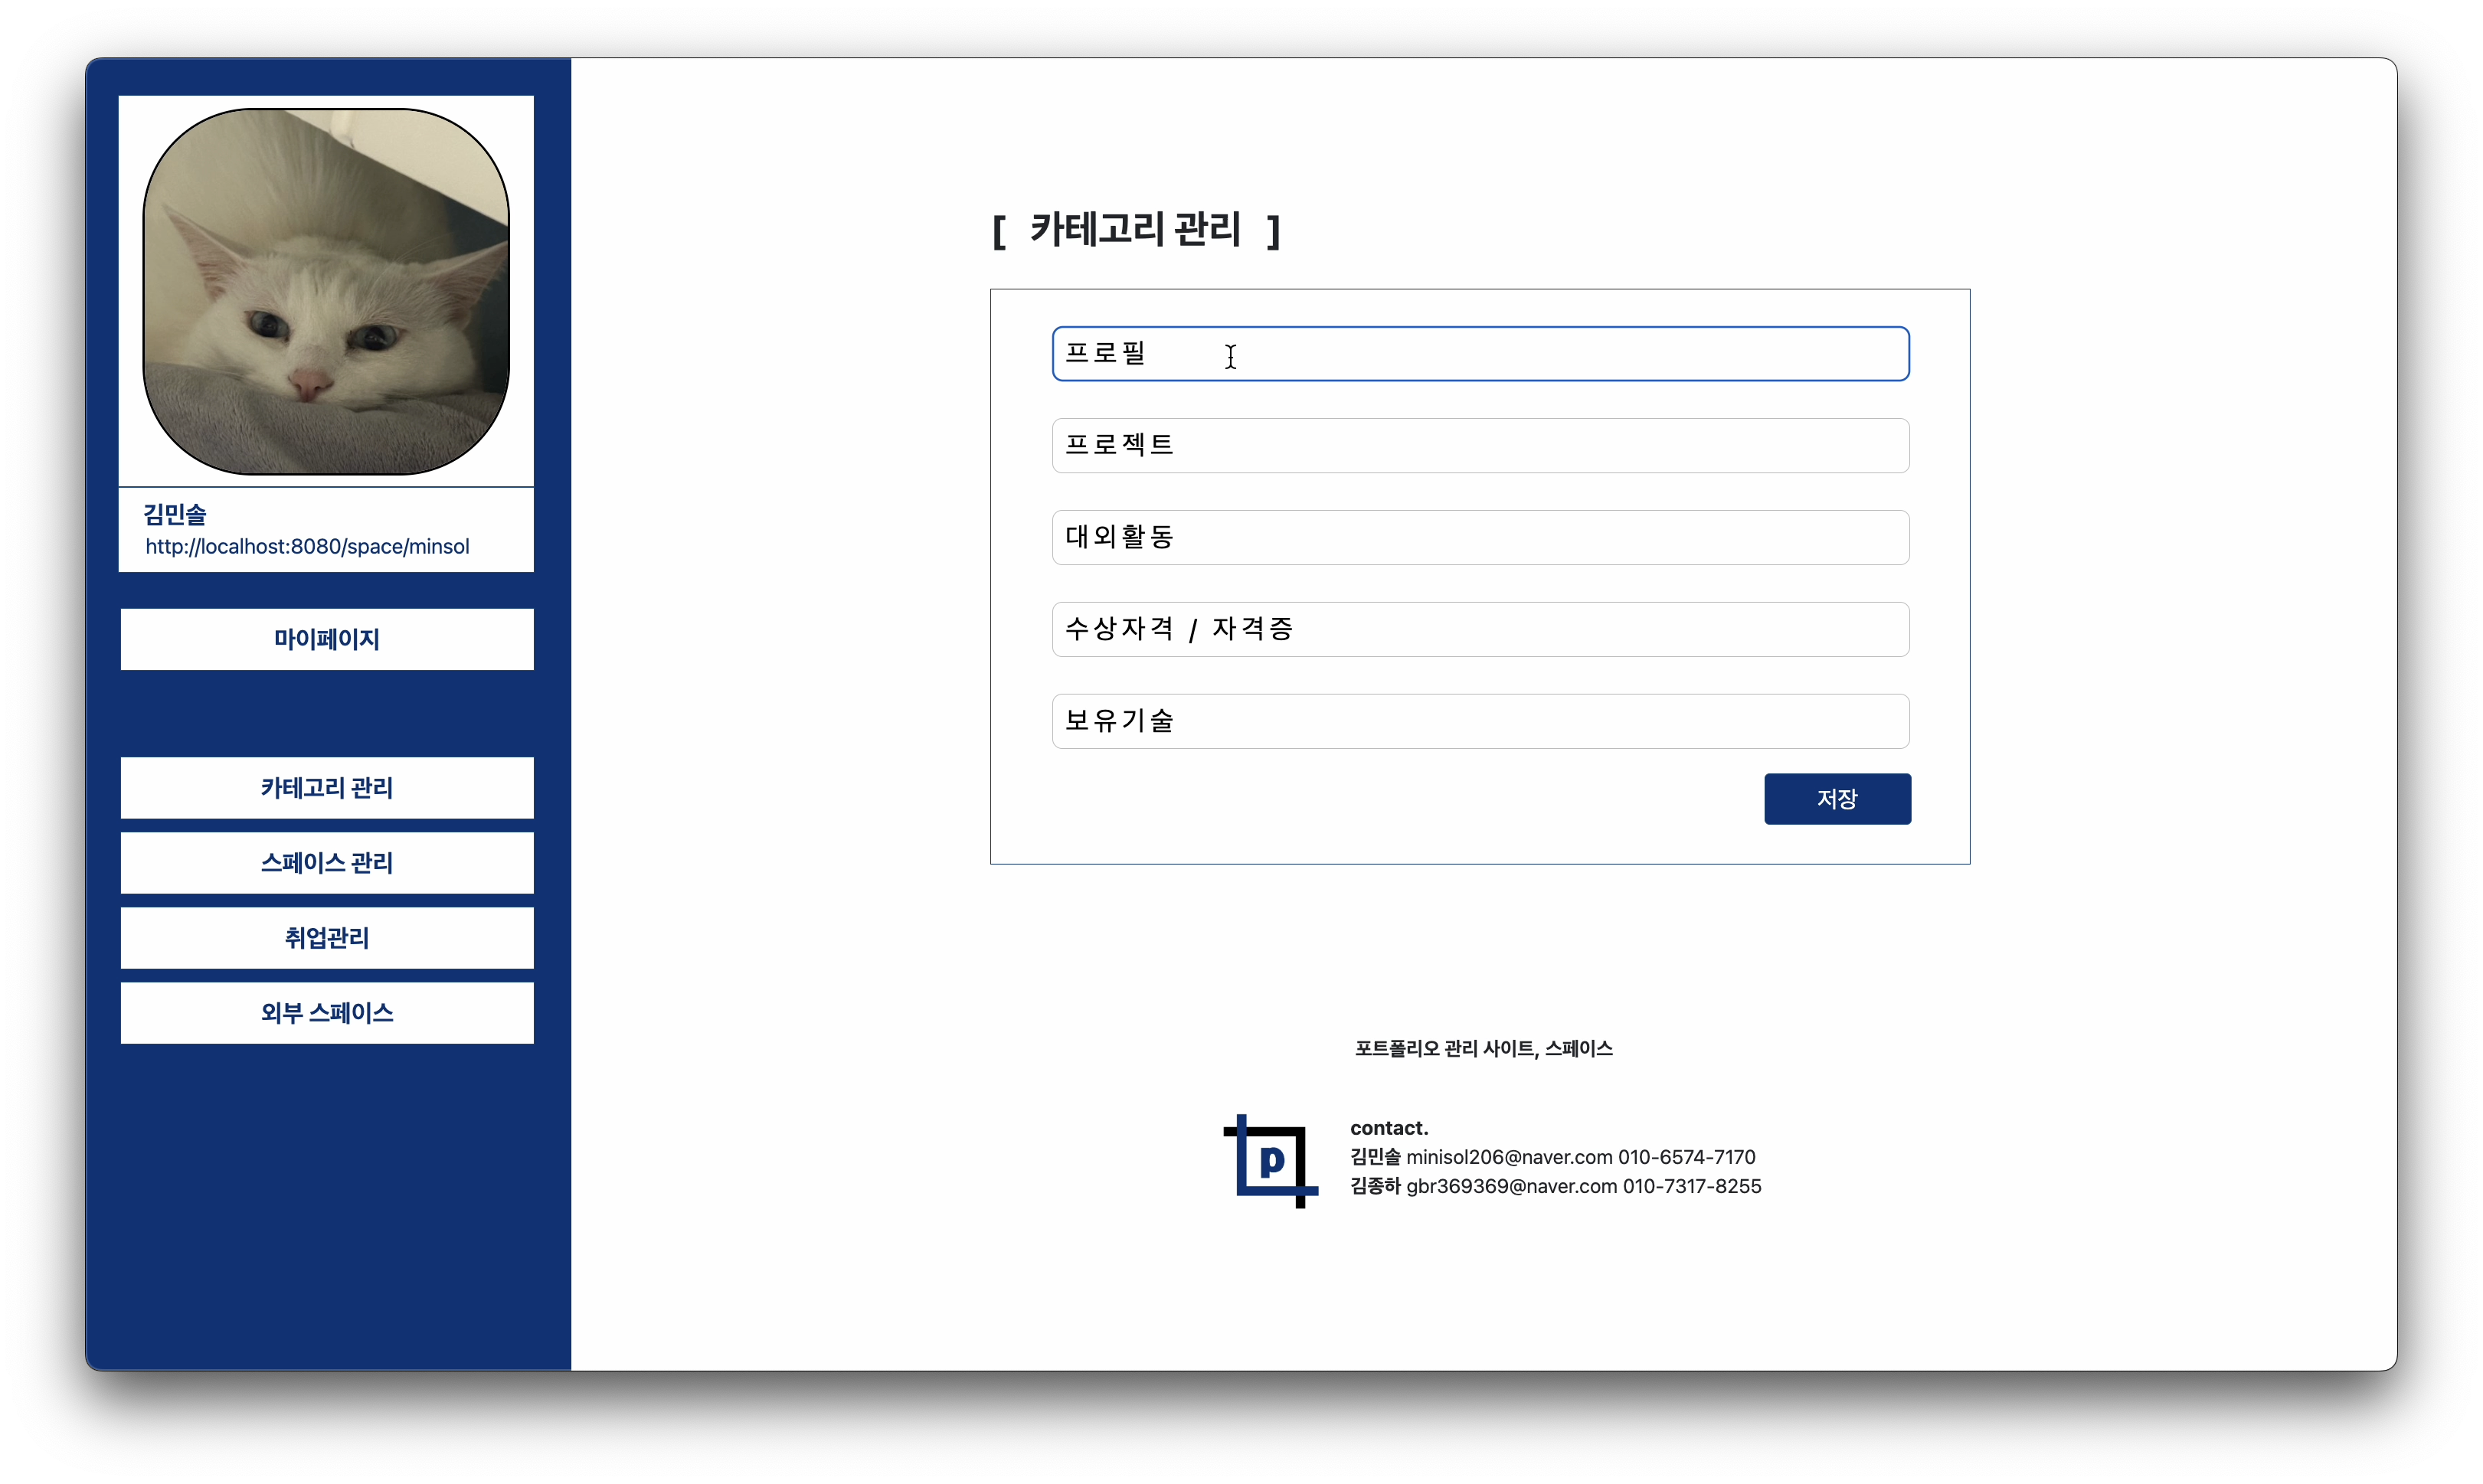 김민솔
http://localhost:8080/space/minsol
마이페이지
카테고리 관리
스페이스 관리
취업관리
외부 스페이스
[ 카테고리 관리 ]
프로필
프로젝트
대외활동
수상자격 / 자격증
보유기술
저장
포트폴리오 관리 사이트, 스페이스
p
contact.
김민솔 minisol206@naver.com 010-6574-7170
김종하 gbr369369@naver.com 010-7317-8255